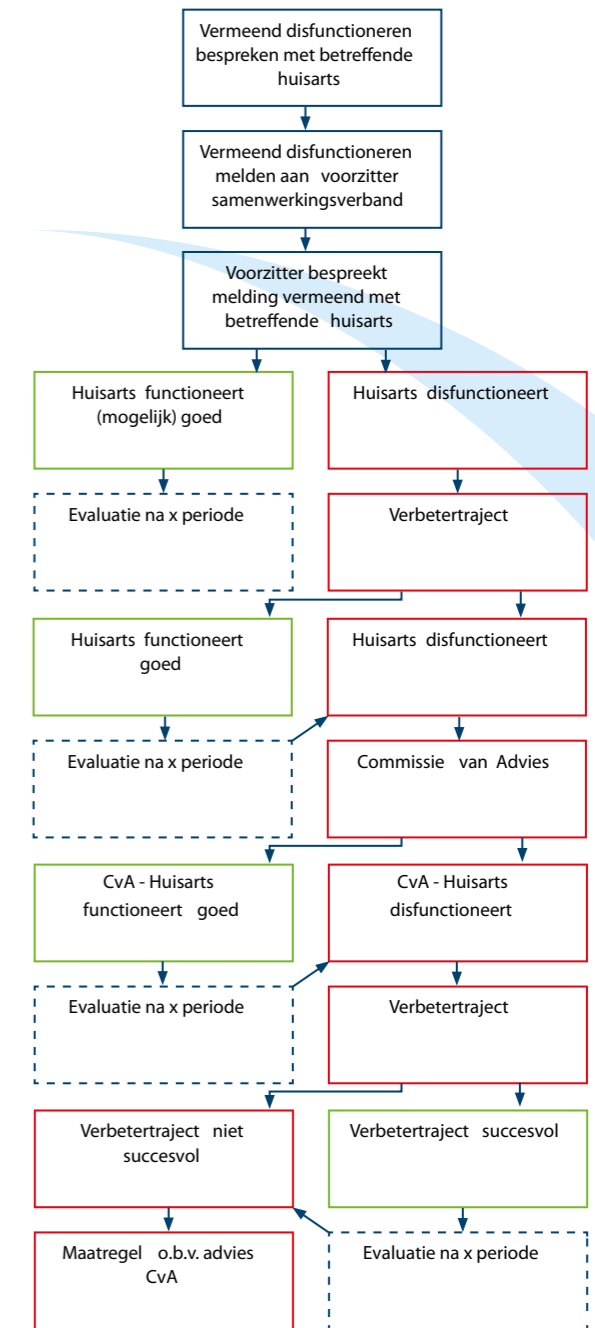 Vermeend disfunctioneren
bespreken met betreffende
huisarts
Vermeend disfunctioneren
melden aan voorzitter
samenwerkingsverband
Voorzitter bespreekt
melding vermeend met
betreffende huisarts
Huisarts functioneert
(mogelijk) goed
Huisarts disfunctioneert
Evaluatie na x periode
Verbetertraject
Huisarts functioneert
goed
Huisarts disfunctioneert
Evaluatie na x periode
Commissie van Advies
CvA - Huisarts
functioneert goed
CvA - Huisarts
disfunctioneert
Evaluatie na x periode
Verbetertraject
Verbetertraject niet
succesvol
Verbetertraject succesvol
Maatregel o.b.v. advies
CvA
Evaluatie na x periode